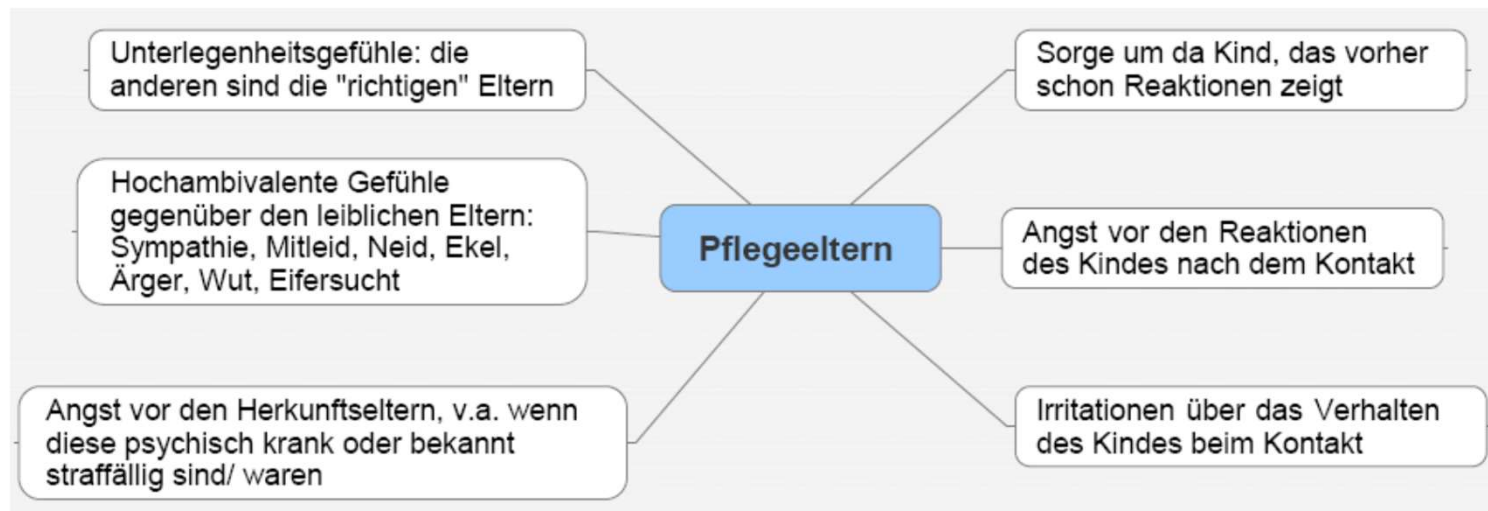 Unterlegenheitsgefühle: die
anderen sind die "richtigen" Eltern
Hochambivalente Gefühle
gegenüber den leiblichen Eltern:
Sympathie, Mitleid, Neid, Ekel,
Ärger, Wut, Eifersucht
Angst vor den Herkunftseltern, v.a. wenn
diese psychisch krank oder bekannt
straffällig sind/ waren
Pflegeeltern
Sorge um da Kind, das vorher
schon Reaktionen zeigt
Angst vor den Reaktionen
des Kindes nach dem Kontakt
Irritationen über das Verhalten
des Kindes beim Kontakt